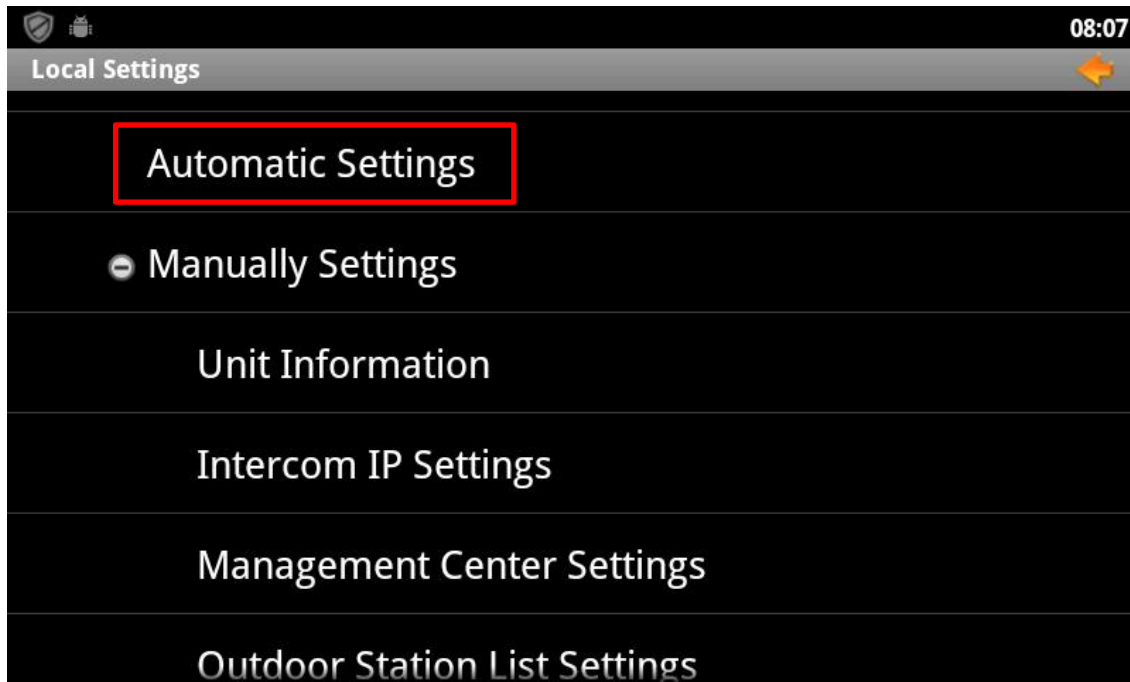 08:07
Local Settings
Automatic Settings
Manually Settings
Unit Information
Intercom IP Settings
Management Center Settings
Outdoor Station List Settings